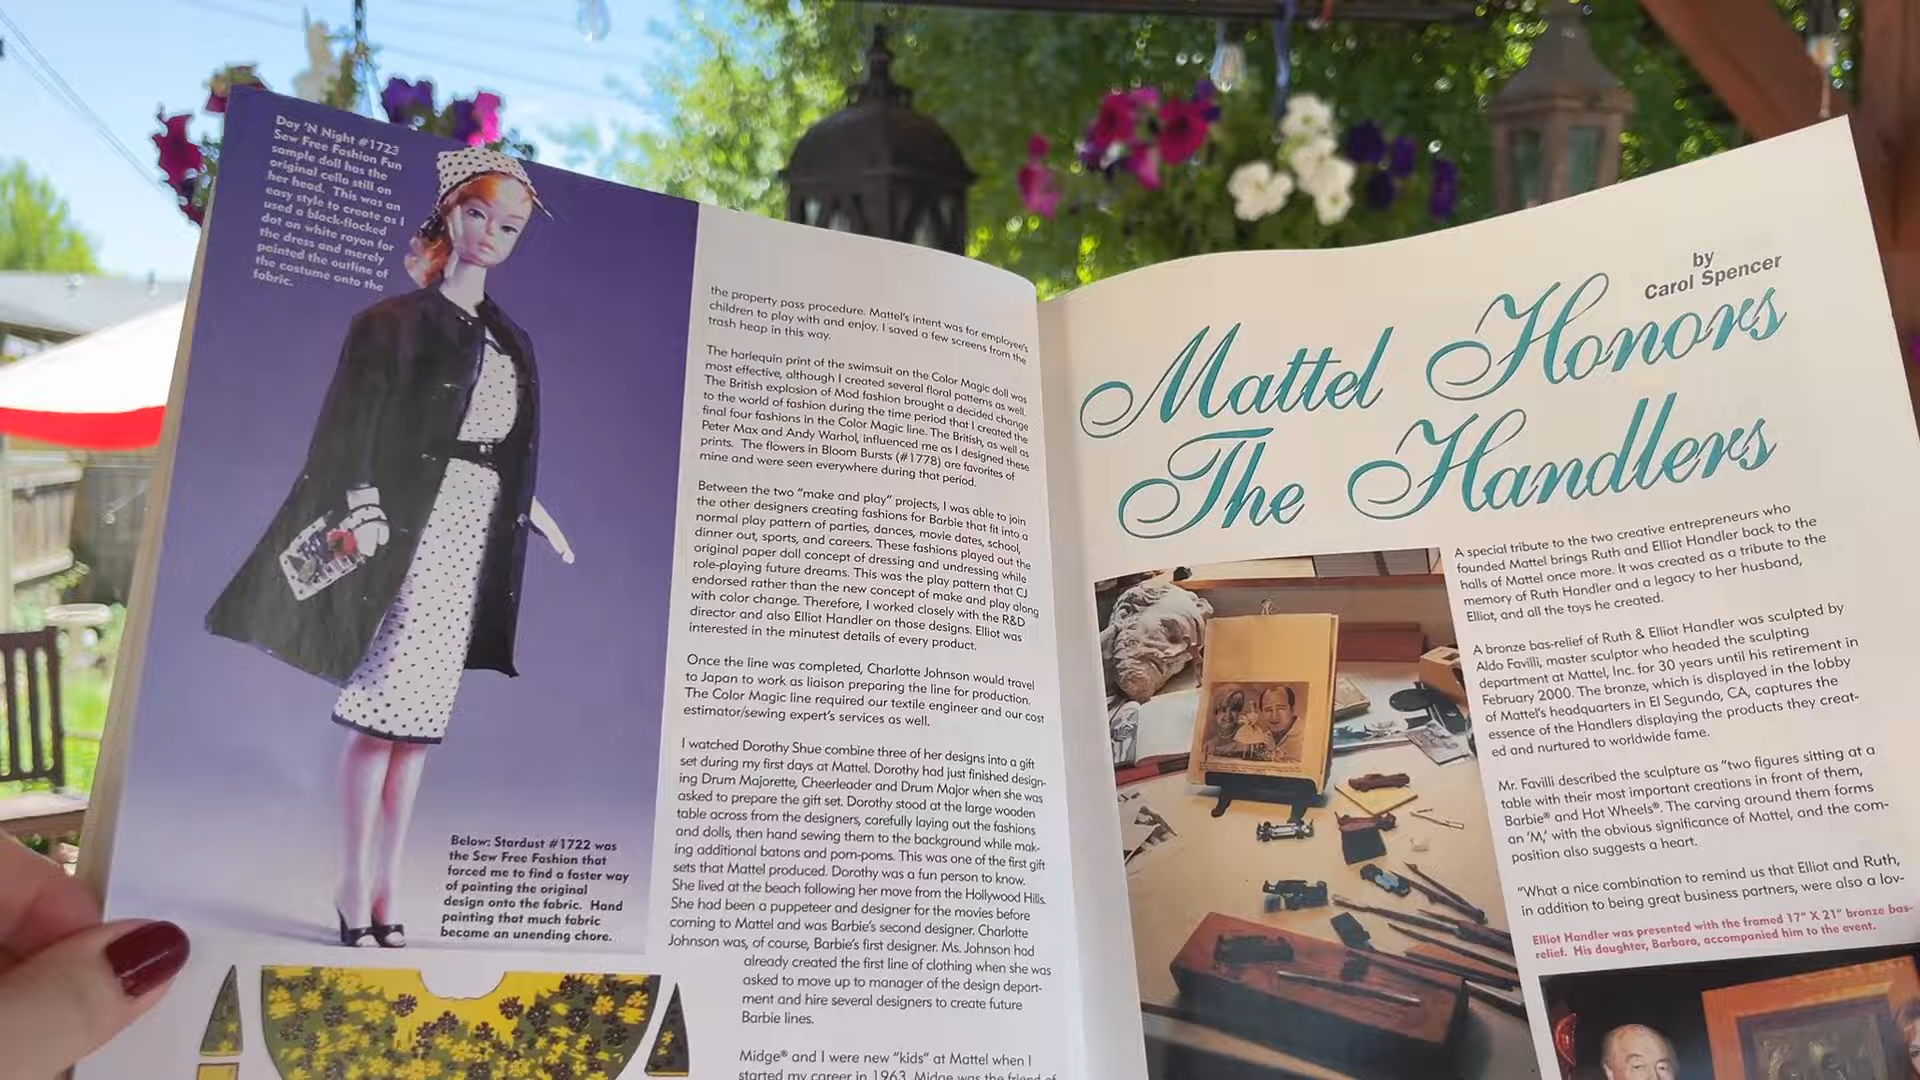 Day 'N Night #1723
Sew Free Fashion Fun
sample doll has the
original cello still on
her head. This was an
easy style to create as I
used a black-flocked
dot on white rayon for
the dress and merely
painted the outline of
the costume onto the
fabric.
Below: Stardust #1722 was
the Sew Free Fashion that
forced me to find a faster way
of painting the original
design onto the fabric. Hand
painting that much fabric
became an unending chore.
the property pass procedure. Mattel's intent was for employee's
children to play with and enjoy. I saved a few screens from the
trash heap in this way.
The harlequin print of the swimsuit on the Color Magic doll was
most effective, although I created several floral patterns as well.
The British explosion of Mod fashion brought a decided change
to the world of fashion during the time period that I created the
final four fashions in the Color Magic line. The British, as well as
Peter Max and Andy Warhol, influenced me as I designed these
prints. The flowers in Bloom Bursts (#1778) are favorites of
mine and were seen everywhere during that period.
Between the two "make and play" projects, I was able to join
the other designers creating fashions for Barbie that fit into a
normal play pattern of parties, dances, movie dates, school,
dinner out, sports, and careers. These fashions played out the
original paper doll concept of dressing and undressing while
role-playing future dreams. This was the play pattern that CJ
endorsed rather than the new concept of make and play along
with color change. Therefore, I worked closely with the R&D
director and also Elliot Handler on those designs. Elliot was
interested in the minutest details of every product.
Once the line was completed, Charlotte Johnson would travel
to Japan to work as liaison preparing the line for production.
The Color Magic line required our textile engineer and our cost
estimator/sewing expert's services as well.
I watched Dorothy Shue combine three of her designs into a gift
set during my first days at Mattel. Dorothy had just finished design-
ing Drum Majorette, Cheerleader and Drum Major when she was
asked to prepare the gift set. Dorothy stood at the large wooden
table across from the designers, carefully laying out the fashions
and dolls, then hand sewing them to the background while mak-
ing additional batons and pom-poms. This was one of the first gift
sets that Mattel produced. Dorothy was a fun person to know.
She lived at the beach following her move from the Hollywood Hills.
She had been a puppeteer and designer for the movies before
coming to Mattel and was Barbie's second designer. Charlotte
Johnson was, of course, Barbie's first designer. Ms. Johnson had
already created the first line of clothing when she was
asked to move up to manager of the design depart-
ment and hire several designers to create future
Barbie lines.
Midge® and I were new "kids" at Mattel when I
started my career in 1963. Midge was the friend of
by
Carol Spencer
Mattel Honors
The Handlers
A special tribute to the two creative entrepreneurs who
founded Mattel brings Ruth and Elliot Handler back to the
halls of Mattel once more. It was created as a tribute to the
memory of Ruth Handler and a legacy to her husband,
Elliot, and all the toys he created.
A bronze bas-relief of Ruth & Elliot Handler was sculpted by
Aldo Favilli, master sculptor who headed the sculpting
department at Mattel, Inc. for 30 years until his retirement in
February 2000. The bronze, which is displayed in the lobby
of Mattel's headquarters in El Segundo, CA, captures the
essence of the Handlers displaying the products they creat-
ed and nurtured to worldwide fame.
Mr. Favilli described the sculpture as "two figures sitting at a
table with their most important creations in front of them,
Barbie® and Hot Wheels®. The carving around them forms
an 'M,' with the obvious significance of Mattel, and the com-
position also suggests a heart.
"What a nice combination to remind us that Elliot and Ruth,
in addition to being great business partners, were also a lov-
Elliot Handler was presented with the framed 17" X 21" bronze bas-
relief. His daughter, Barbara, accompanied him to the event.